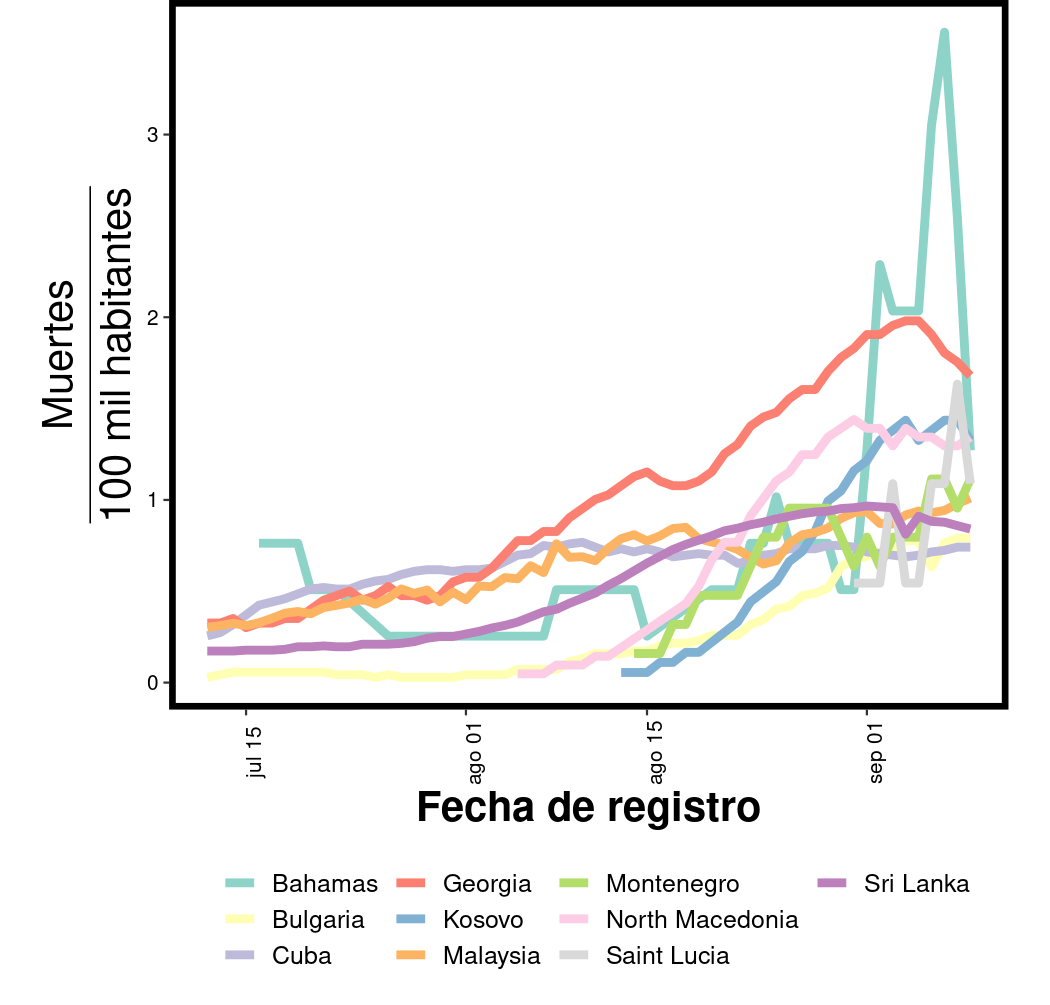 Muertes
100 mil habitantes
3
2
1
0
jul 15
ago 01
ago 15
sep 01
Fecha de registro
Bahamas
Georgia
Montenegro
Sri Lanka
Bulgaria
Kosovo
North Macedonia
Cuba
Malaysia
Saint Lucia